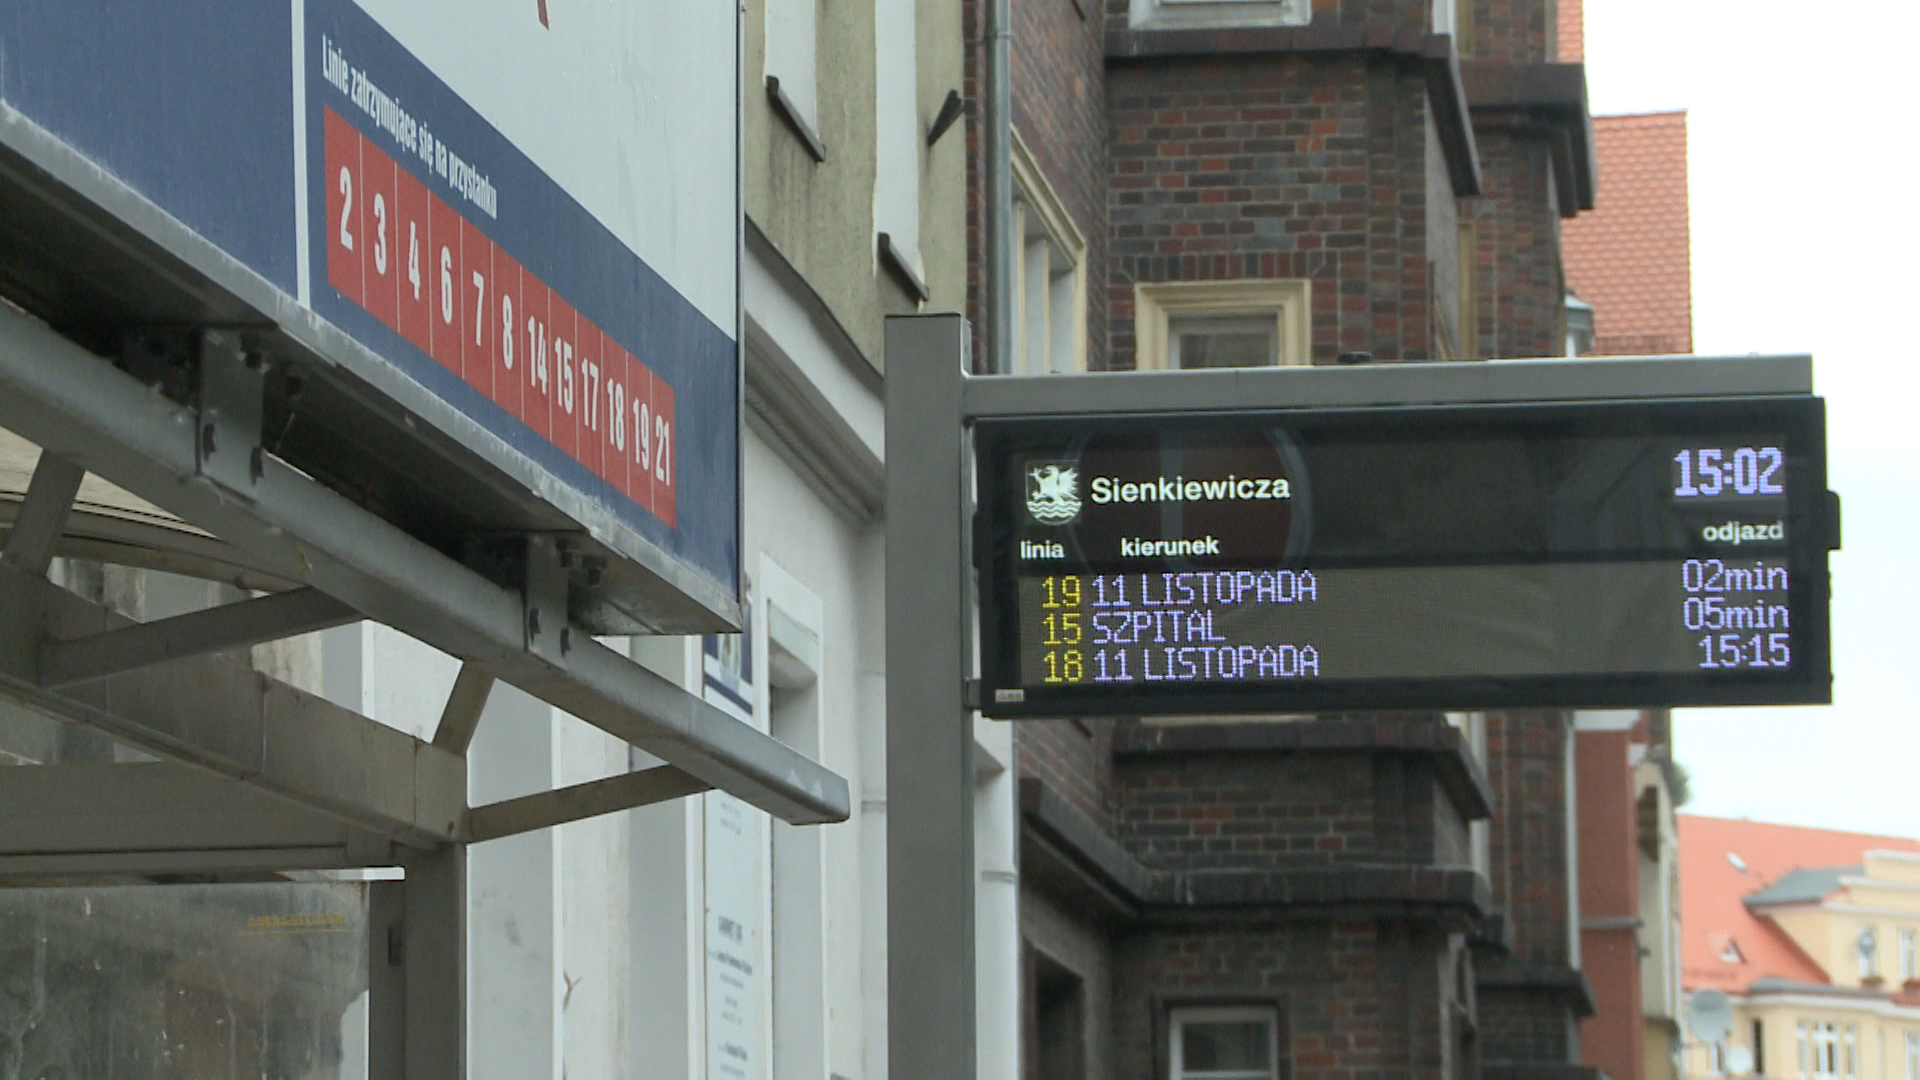 Linie zatrzymujące się na przystanku
2 3 4 6 7 8 14 15 17 18 19 21
Sienkiewicza 15:02
linia kierunek odjazd
19 11 LISTOPADA 02min
15 SZPITAL 05min
18 11 LISTOPADA 15:15